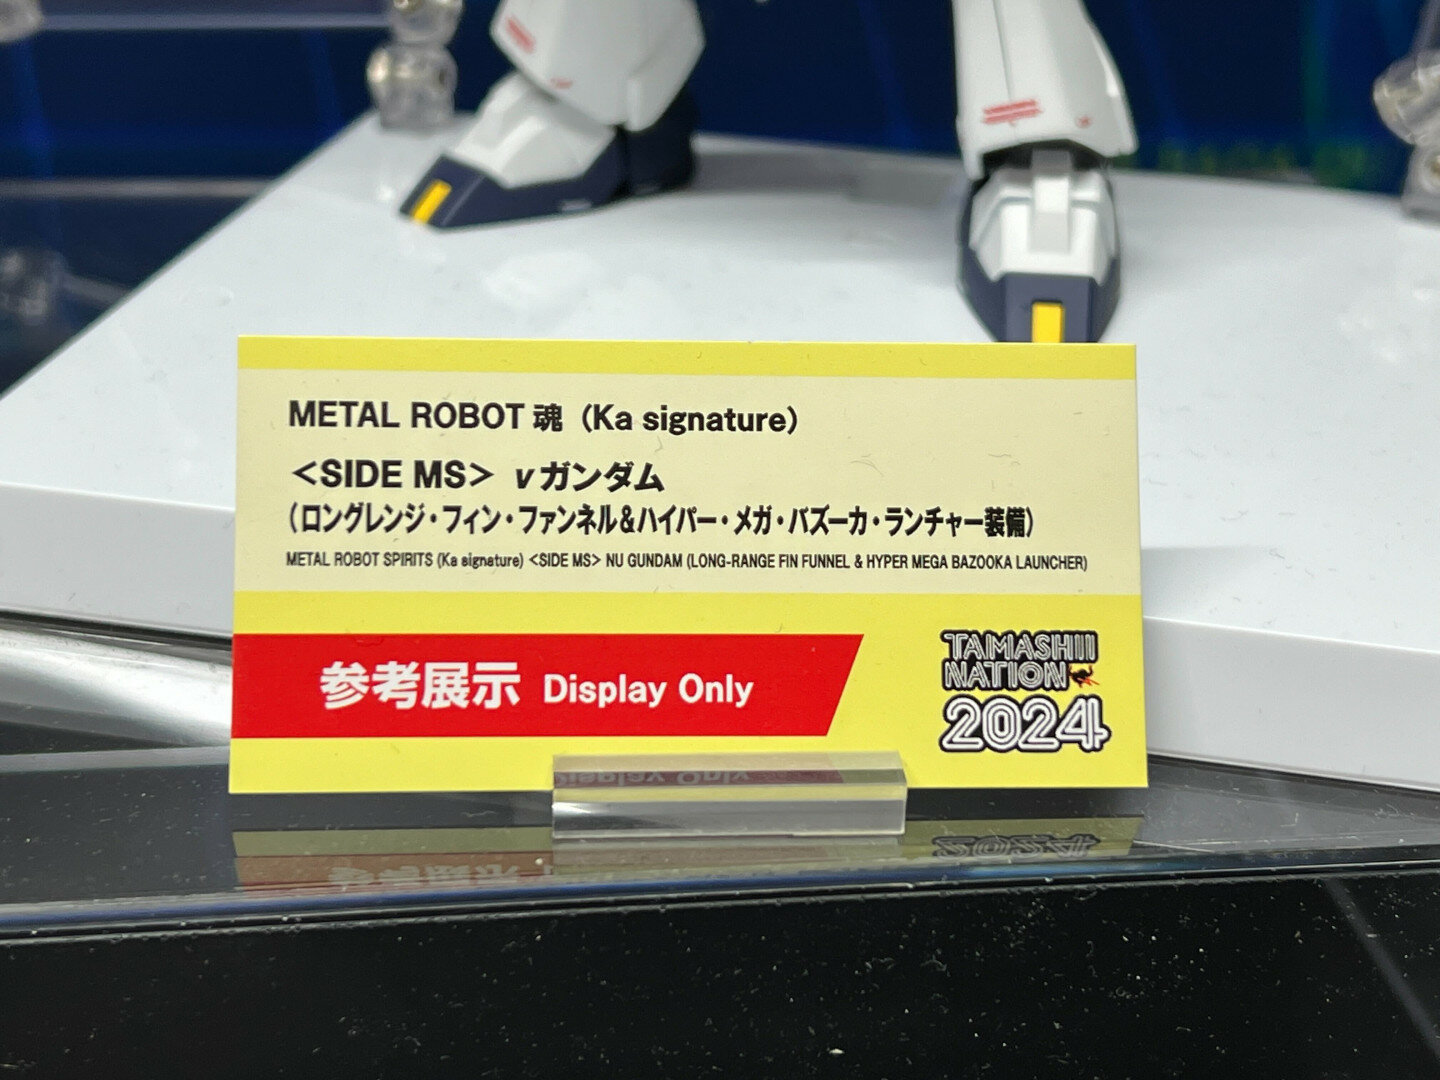 METAL ROBOT 魂（Ka signature）
＜SIDE MS＞ νガンダム
（ロングレンジ・フィン・ファンネル＆ハイパー・メガ・バズーカ・ランチャー装備）
METAL ROBOT SPIRITS (Ka signature) <SIDE MS> NU GUNDAM (LONG-RANGE FIN FUNNEL & HYPER MEGA BAZOOKA LAUNCHER)
参考展示 Display Only
TAMASHII
NATION
2024